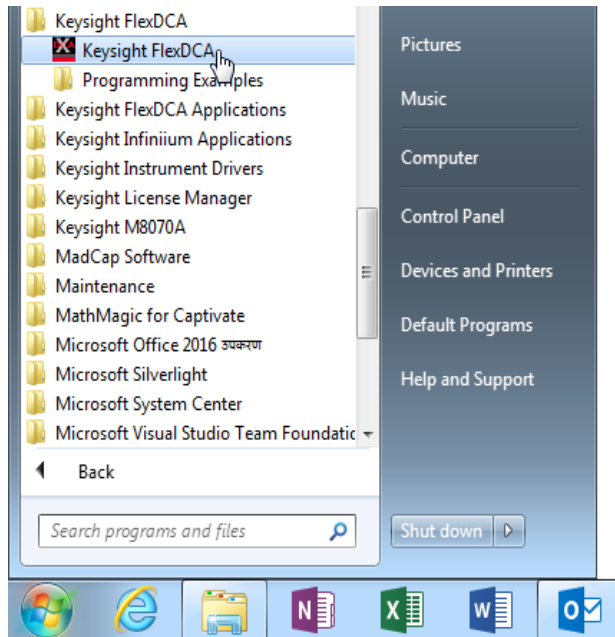 Keysight FlexDCA
Keysight FlexDCA
Programming Examples
Keysight FlexDCA Applications
Keysight Infiniium Applications
Keysight Instrument Drivers
Keysight License Manager
Keysight M8070A
MadCap Software
Maintenance
MathMagic for Captivate
Microsoft Office 2016 उपकरण
Microsoft Silverlight
Microsoft System Center
Microsoft Visual Studio Team Foundatic
Back
Search programs and files
Pictures
Music
Computer
Control Panel
Devices and Printers
Default Programs
Help and Support
Shut down
N X W O